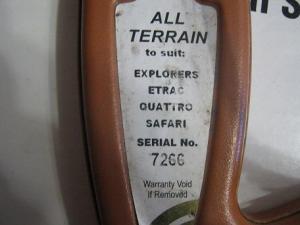 ALL
TERRAIN
to suit:
EXPLORERS
ETRAC
QUATTRO
SAFARI
SERIAL No.
7266
Warranty Void
if Removed